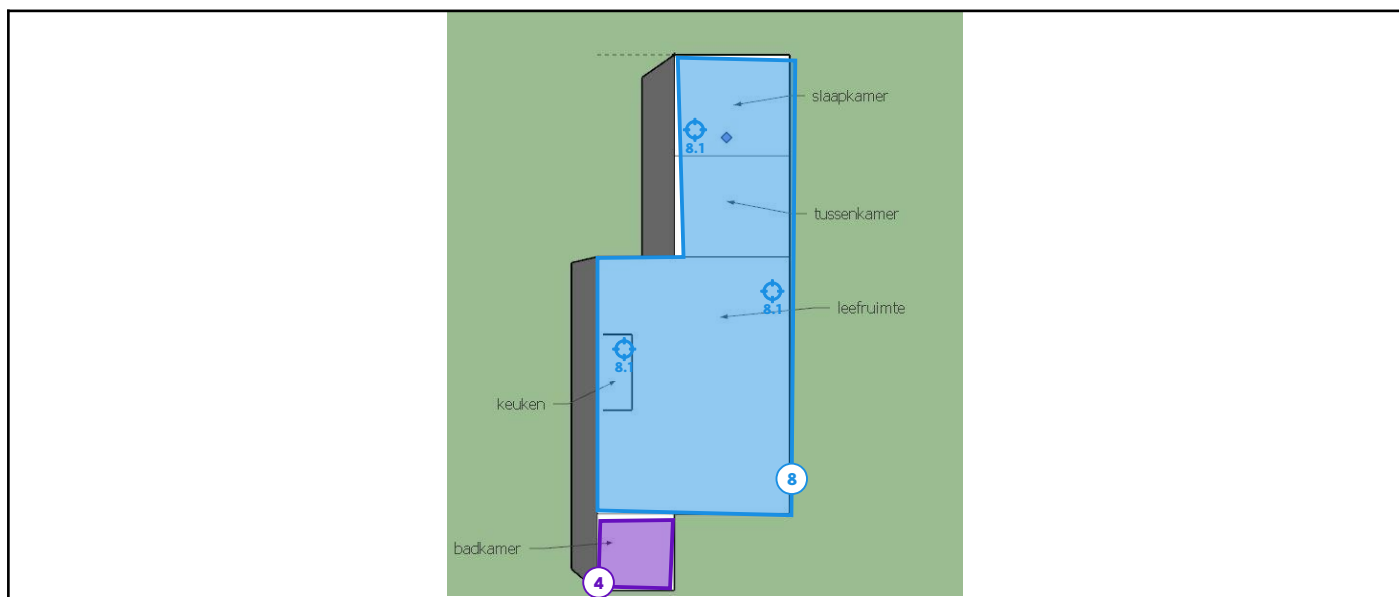 slaapkamer
8.1
tussenkamer
8.1
leefruimte
8.1
keuken
8
badkamer
4